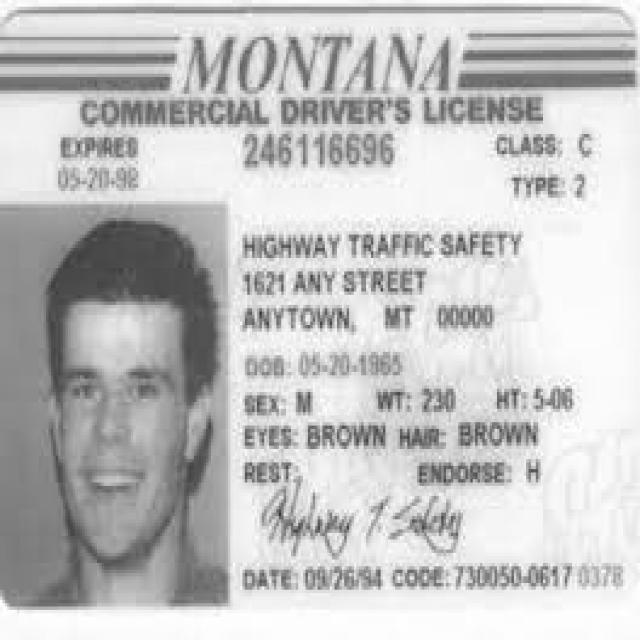 MONTANA
COMMERCIAL DRIVER'S LICENSE
EXPIRES 246116696 CLASS: C
05-20-98 TYPE: 2
HIGHWAY TRAFFIC SAFETY
1621 ANY STREET
ANYTOWN, MT 00000
DOB: 05-20-1965
SEX: M WT: 230 HT: 5-06
EYES: BROWN HAIR: BROWN
REST: ENDORSE: H
Highway T. Safety
DATE: 09/26/94 CODE: 730050-0617 0378